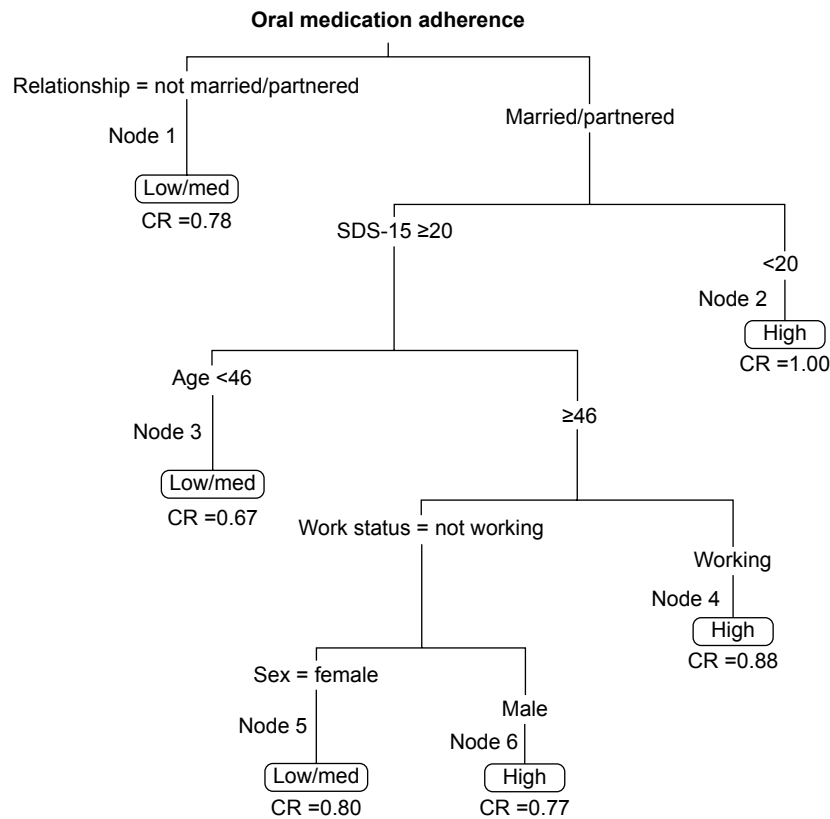 Oral medication adherence
Relationship = not married/partnered
Married/partnered
Node 1
Low/med
CR =0.78
SDS-15 ≥20
<20
Node 2
High
CR =1.00
Age <46
≥46
Node 3
Low/med
CR =0.67
Work status = not working
Working
Node 4
High
CR =0.88
Sex = female
Male
Node 5
Node 6
Low/med
High
CR =0.80
CR =0.77